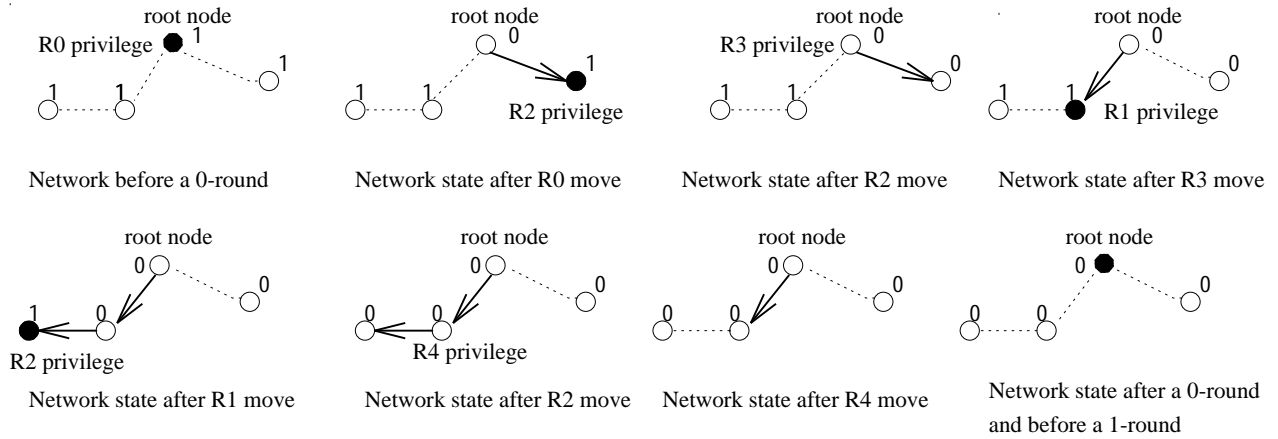 root node
R0 privilege 1
1
1 1
Network before a 0-round
root node
0
1
1 1
R2 privilege
Network state after R0 move
root node
R3 privilege 0
0
1 1
Network state after R2 move
root node
0
0
1 1
R1 privilege
Network state after R3 move
root node
0
0
1 0
R2 privilege
Network state after R1 move
root node
0
0
0 0
R4 privilege
Network state after R2 move
root node
0
0
0 0
Network state after R4 move
root node
0
0
0 0
Network state after a 0-round
and before a 1-round